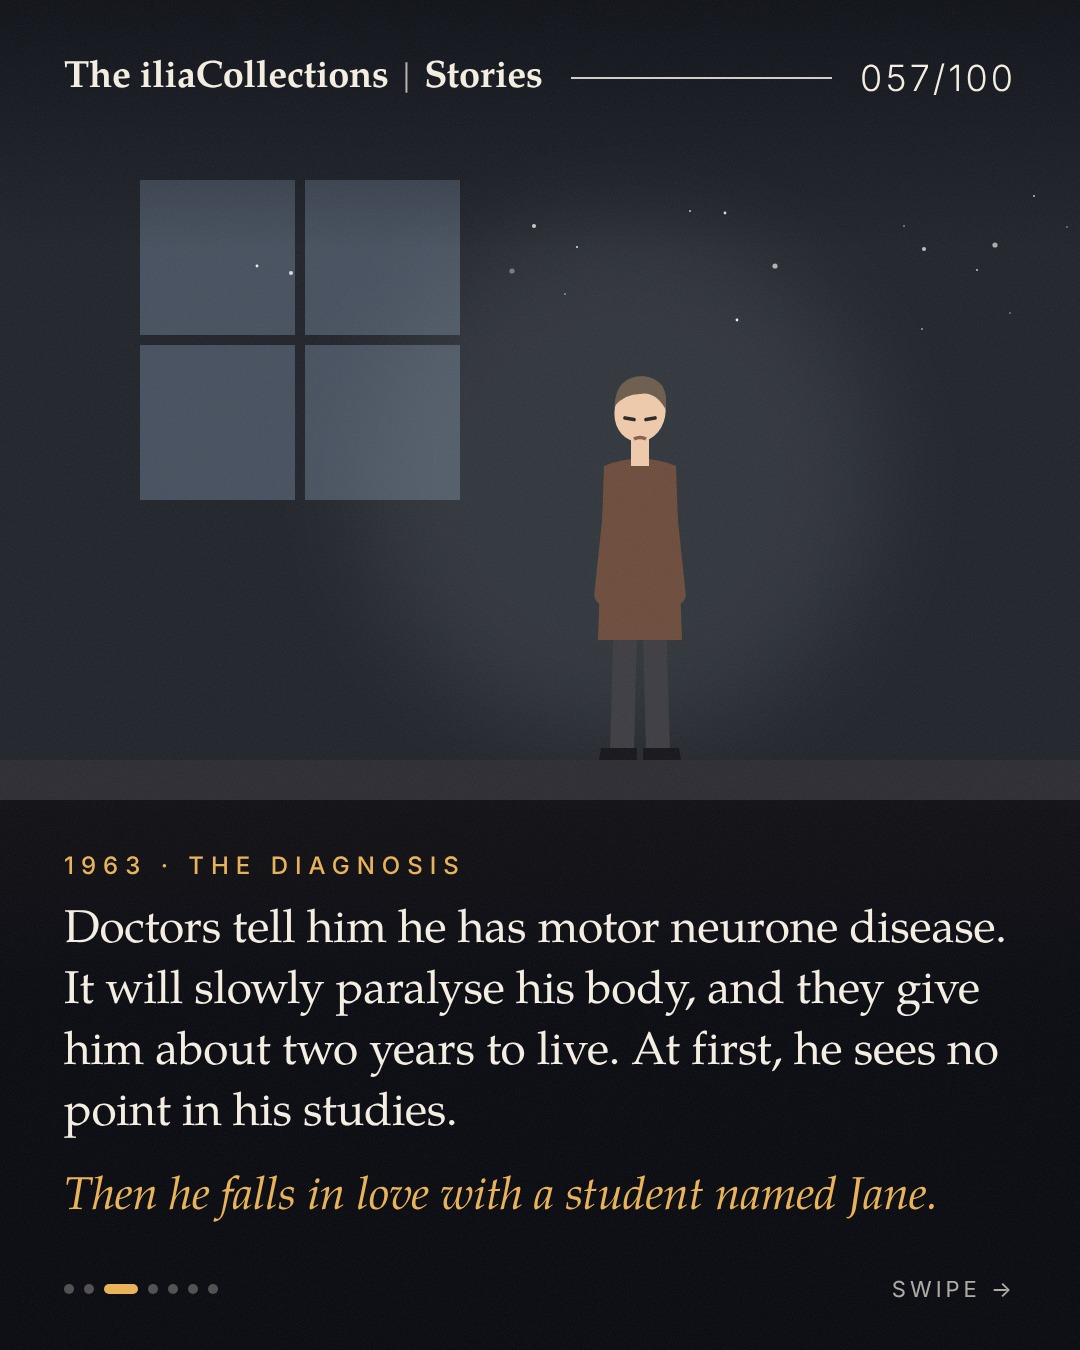 The iliaCollections | Stories 057/100
1963 · THE DIAGNOSIS
Doctors tell him he has motor neurone disease.
It will slowly paralyse his body, and they give
him about two years to live. At first, he sees no
point in his studies.
Then he falls in love with a student named Jane.
SWIPE →